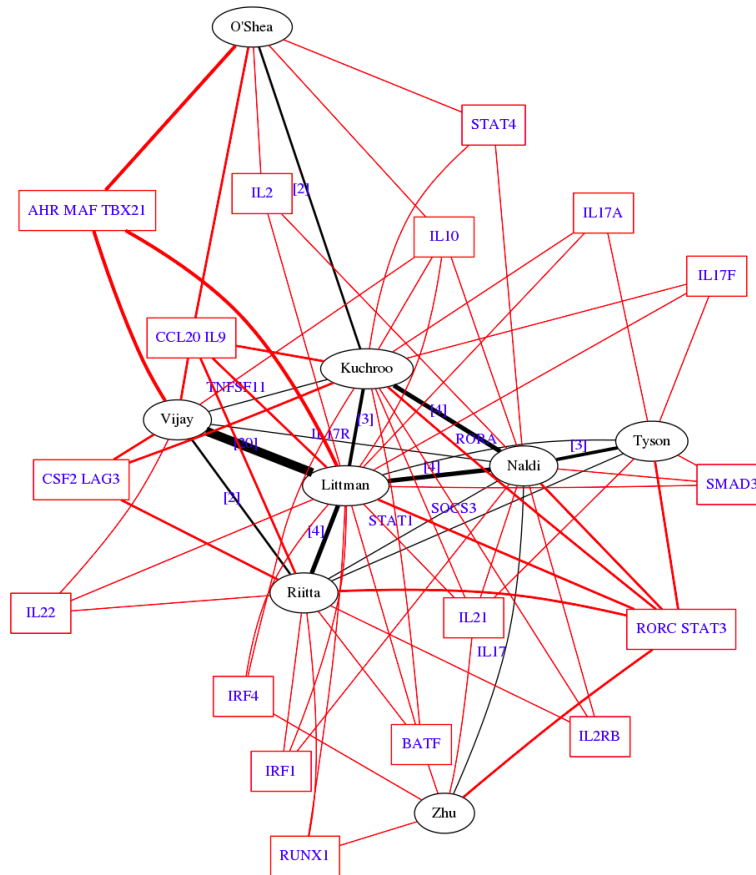 O'Shea
STAT4
IL2
[2]
AHR MAF TBX21
IL17A
IL10
IL17F
CCL20 IL9
Kuchroo
TNFSF11
[4]
Vijay
[3]
IL17R
RORA
Tyson
[3]
Naldi
[4]
CSF2 LAG3
Littman
SMAD3
[2]
SOCS3
STAT1
[4]
Riitta
IL22
IL21
RORC STAT3
IL17
IRF4
IL2RB
BATF
IRF1
Zhu
RUNX1